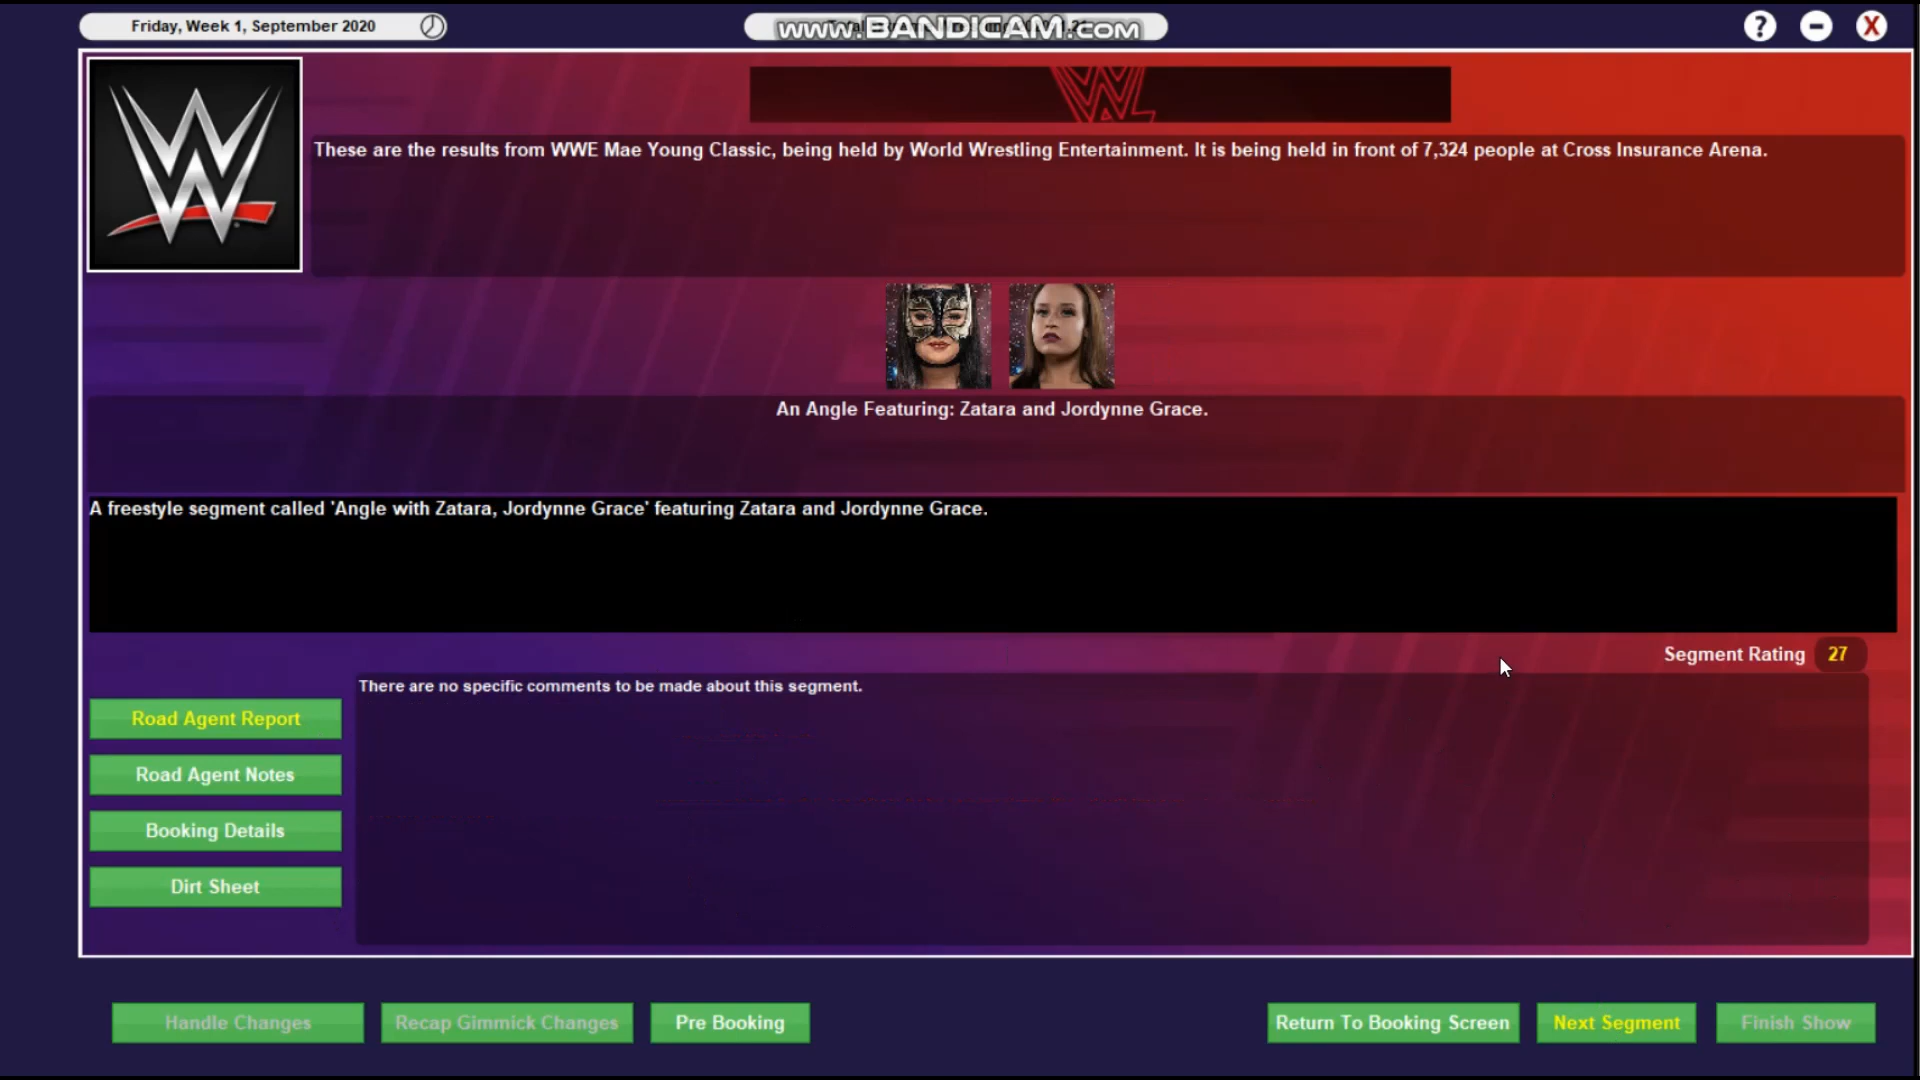 Friday, Week 1, September 2020
www.BANDICAM.com
?
X
These are the results from WWE Mae Young Classic, being held by World Wrestling Entertainment. It is being held in front of 7,324 people at Cross Insurance Arena.
An Angle Featuring: Zatara and Jordynne Grace.
A freestyle segment called 'Angle with Zatara, Jordynne Grace' featuring Zatara and Jordynne Grace.
Segment Rating 27
There are no specific comments to be made about this segment.
Road Agent Report
Road Agent Notes
Booking Details
Dirt Sheet
Handle Changes
Recap Gimmick Changes
Pre Booking
Return To Booking Screen
Next Segment
Finish Show